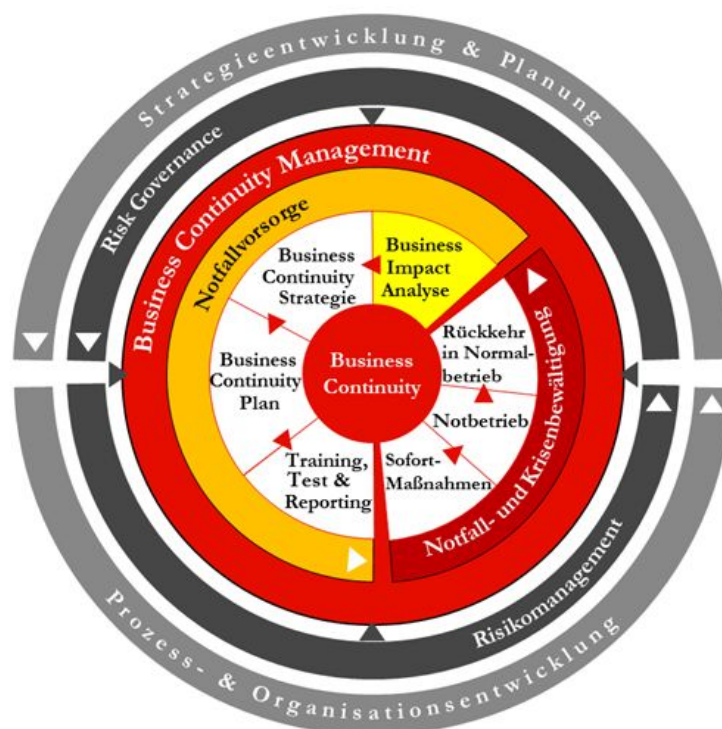 Strategieentwicklung & Planung
Risk Governance
Business Continuity Management
Notfallvorsorge
Business
Impact
Analyse
Business
Continuity
Strategie
Business
Continuity
Plan
Training,
Test &
Reporting
Business
Continuity
Rückkehr
in Normal-
betrieb
Notbetrieb
Sofort-
Maßnahmen
Notfall- und Krisenbewältigung
Risikomanagement
Prozess- & Organisationsentwicklung